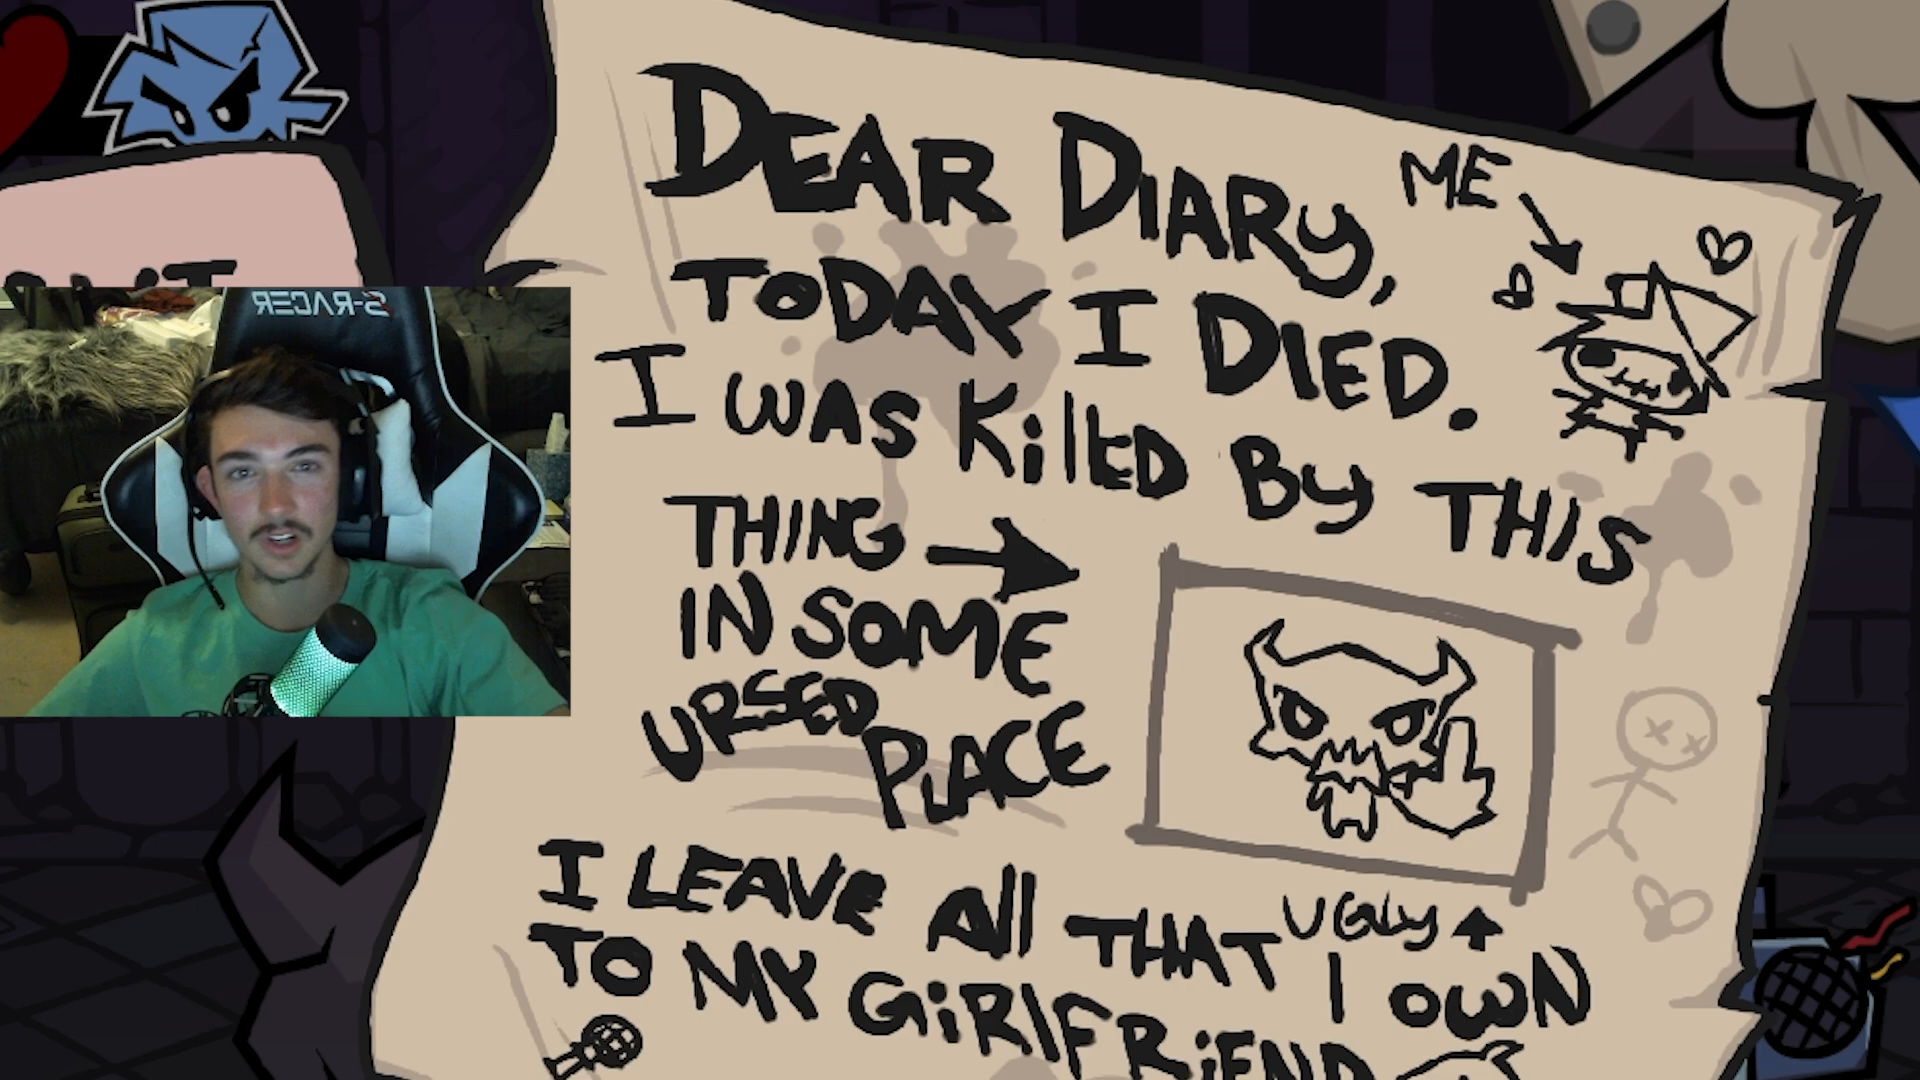 DEAR DIARY,
ME
TODAY I DIED.
I WAS KillED By THIS
THING
IN SOME
URSED PLACE
UGly
I LEAVE All THAT I OWN
TO MY GiRlFRiEND
S-RACER